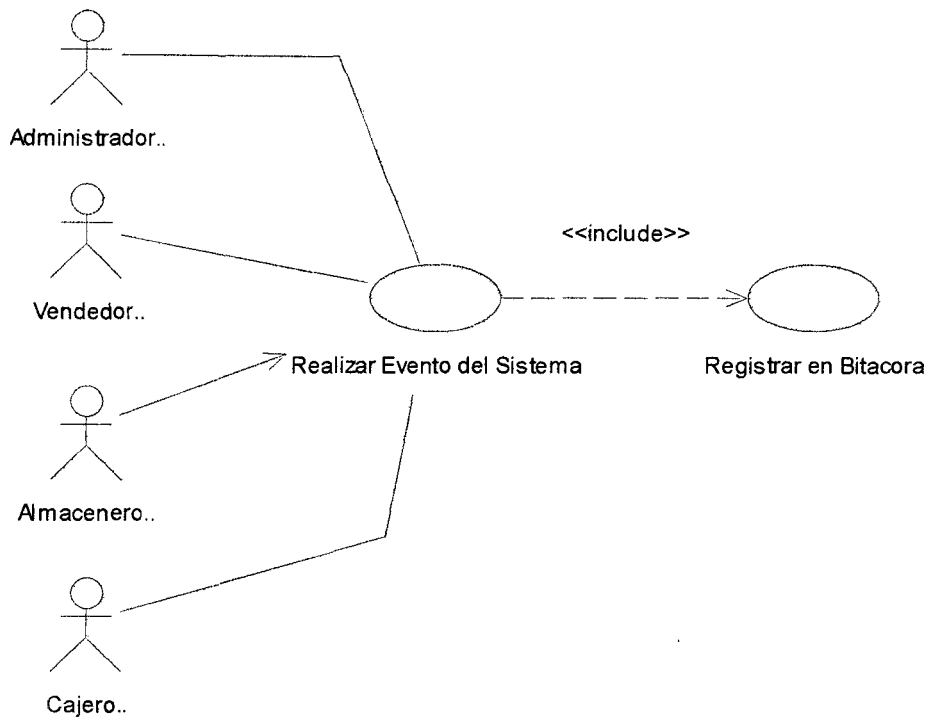 Administrador..
Vendedor..
<<include>>
Realizar Evento del Sistema
Registrar en Bitacora
Almacenero..
Cajero..